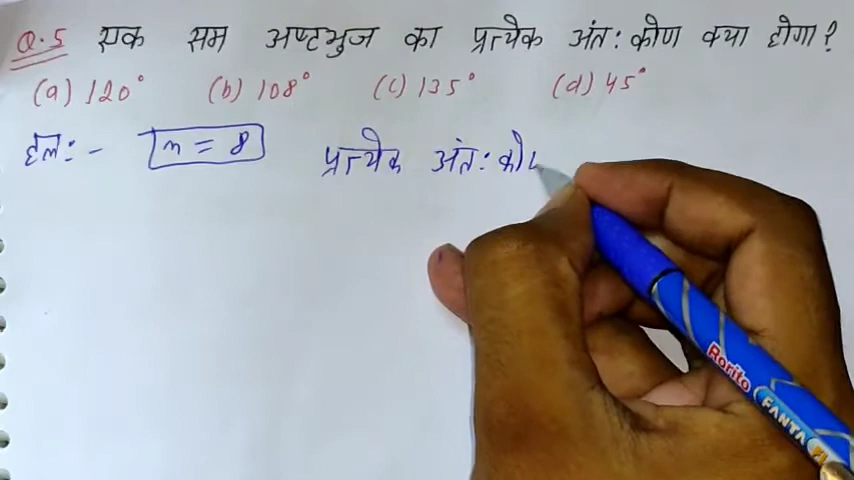 Q.5 एक सम अष्टभुज का प्रत्येक अंतः कोण क्या होगा?
(a) 120° (b) 108° (c) 135° (d) 45°
हल:- n = 8 प्रत्येक अंत: को
Rorito
FANTA